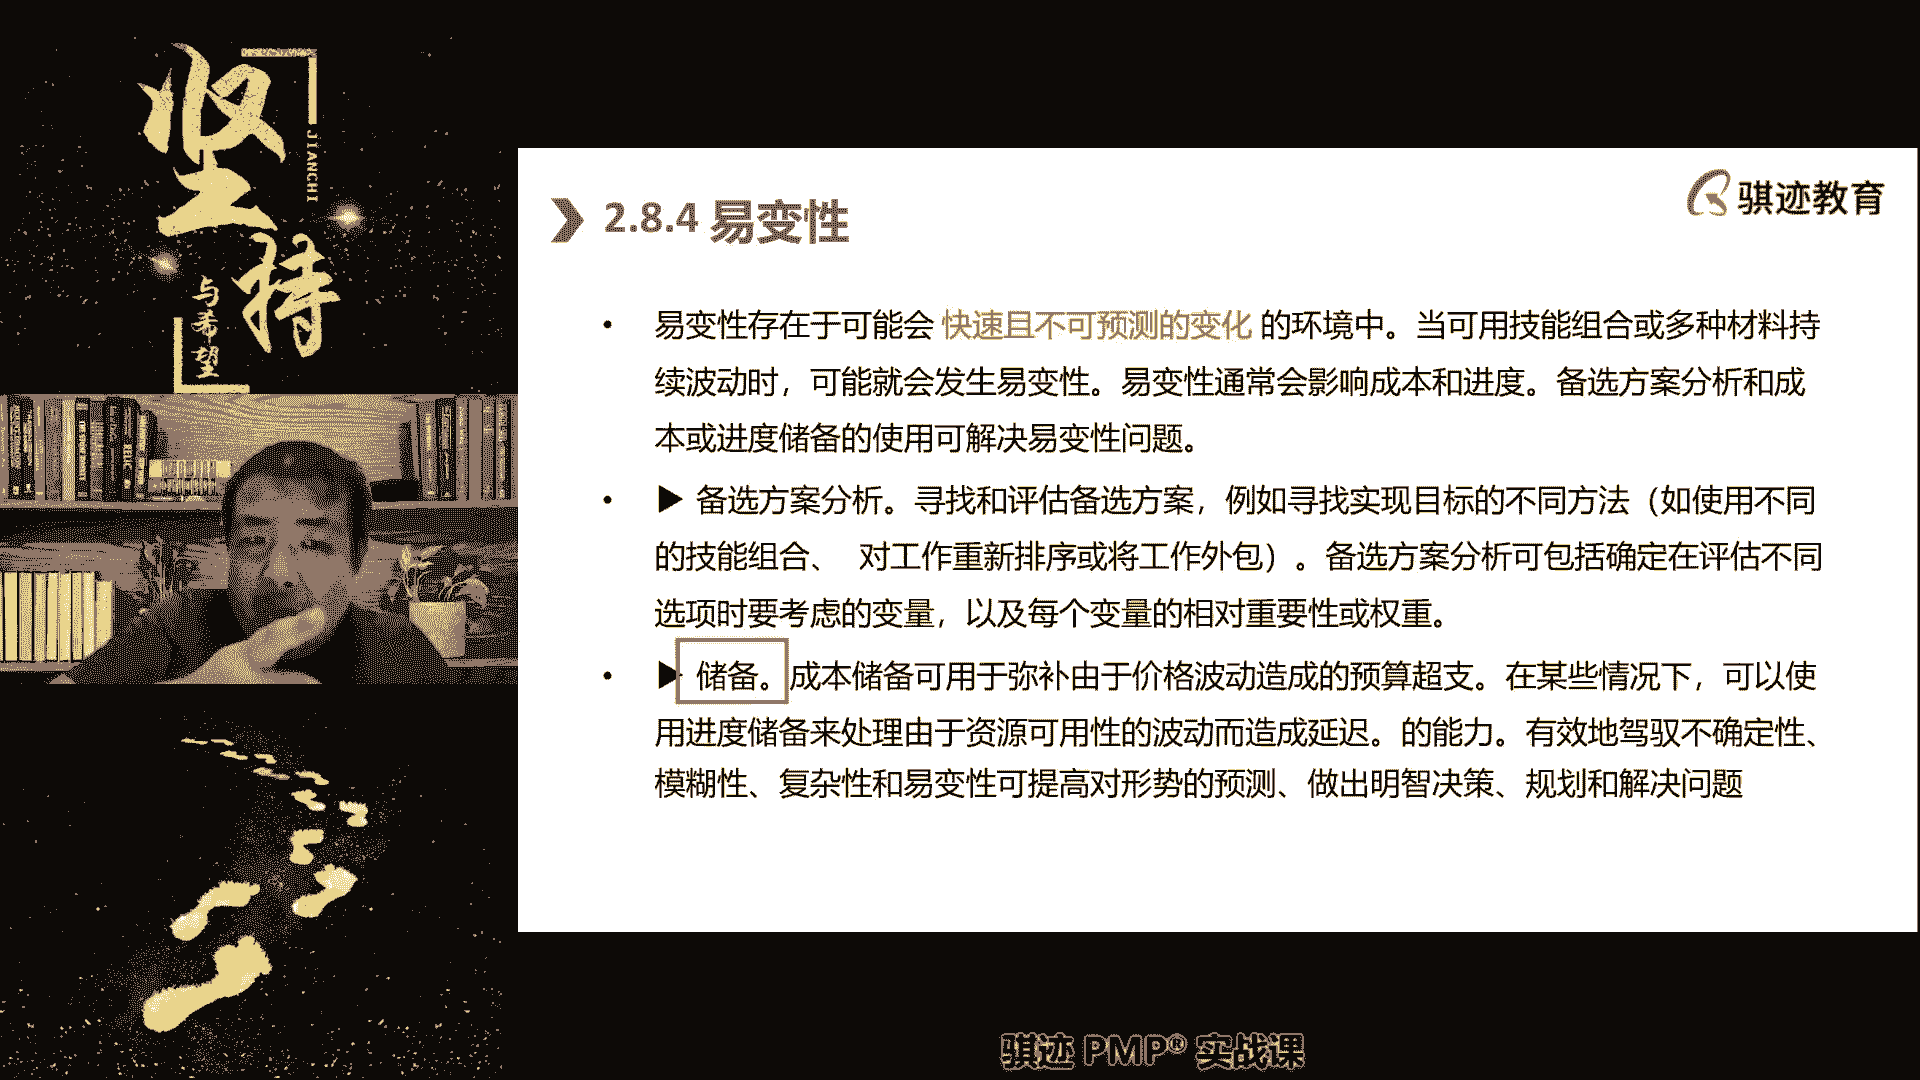 坚持
JIANCHI
与希望
骐迹教育
2.8.4 易变性
• 易变性存在于可能会 快速且不可预测的变化 的环境中。当可用技能组合或多种材料持
续波动时，可能就会发生易变性。易变性通常会影响成本和进度。备选方案分析和成
本或进度储备的使用可解决易变性问题。
• ▶ 备选方案分析。寻找和评估备选方案，例如寻找实现目标的不同方法（如使用不同
的技能组合、 对工作重新排序或将工作外包）。备选方案分析可包括确定在评估不同
选项时要考虑的变量，以及每个变量的相对重要性或权重。
• ▶ 储备。成本储备可用于弥补由于价格波动造成的预算超支。在某些情况下，可以使
用进度储备来处理由于资源可用性的波动而造成延迟。的能力。有效地驾驭不确定性、
模糊性、复杂性和易变性可提高对形势的预测、做出明智决策、规划和解决问题
骐迹 PMP® 实战课